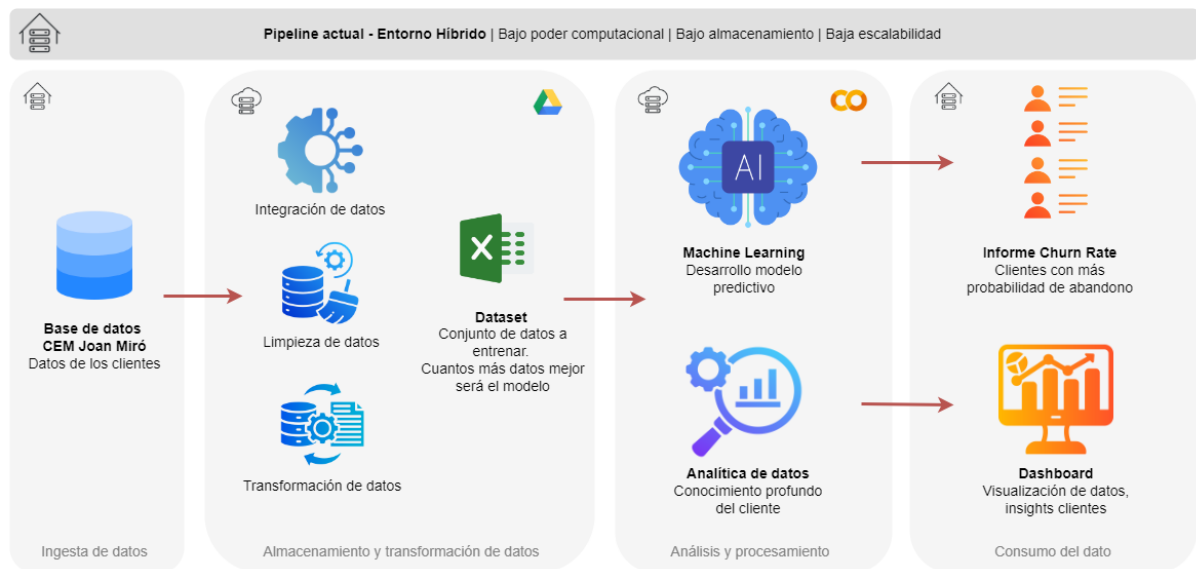 Pipeline actual - Entorno Híbrido | Bajo poder computacional | Bajo almacenamiento | Baja escalabilidad
Base de datos
CEM Joan Miró
Datos de los clientes
Ingesta de datos
Integración de datos
Limpieza de datos
Transformación de datos
X
Dataset
Conjunto de datos a
entrenar.
Cuantos más datos mejor
será el modelo
Almacenamiento y transformación de datos
CO
AI
Machine Learning
Desarrollo modelo
predictivo
Analítica de datos
Conocimiento profundo
del cliente
Análisis y procesamiento
Informe Churn Rate
Clientes con más
probabilidad de abandono
Dashboard
Visualización de datos,
insights clientes
Consumo del dato